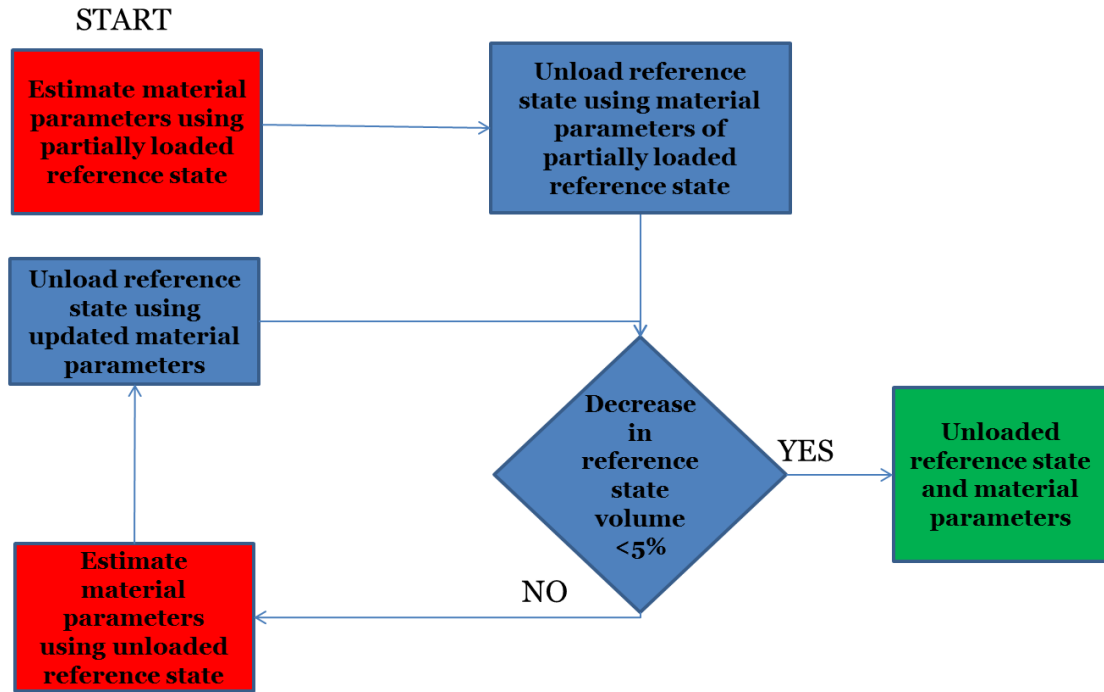 START
Estimate material
parameters using
partially loaded
reference state
Unload reference
state using material
parameters of
partially loaded
reference state
Unload reference
state using
updated material
parameters
Decrease
in
reference
state
volume
<5%
YES
Unloaded
reference state
and material
parameters
NO
Estimate
material
parameters
using unloaded
reference state